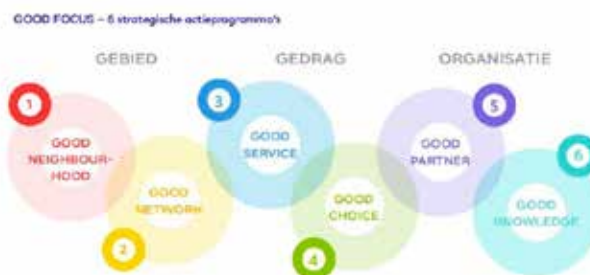 GOOD FOCUS – 6 strategische actieprogramma's
GEBIED
GEDRAG
ORGANISATIE
1
GOOD
NEIGHBOUR-
HOOD
2
GOOD
NETWORK
3
GOOD
SERVICE
4
GOOD
CHOICE
5
GOOD
PARTNER
6
GOOD
KNOWLEDGE